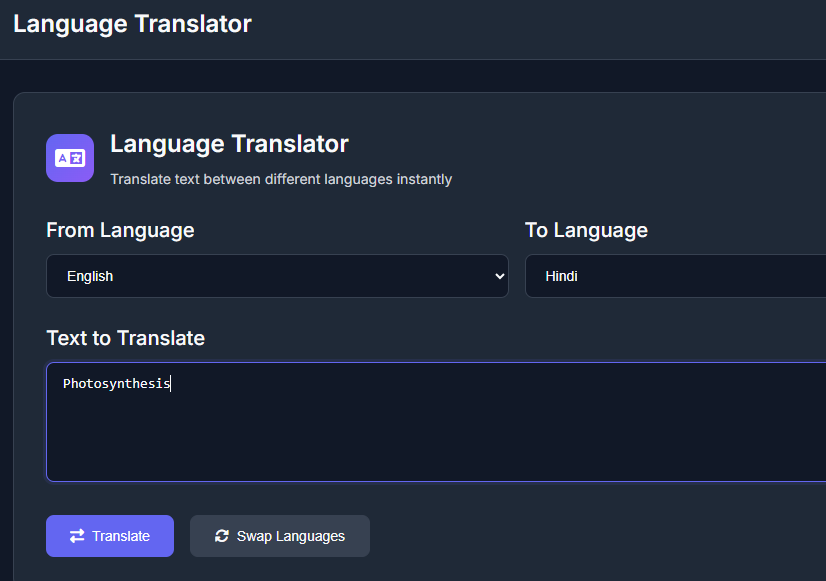 Language Translator
Language Translator
Translate text between different languages instantly
From Language
To Language
English
Hindi
Text to Translate
Photosynthesis
Translate
Swap Languages